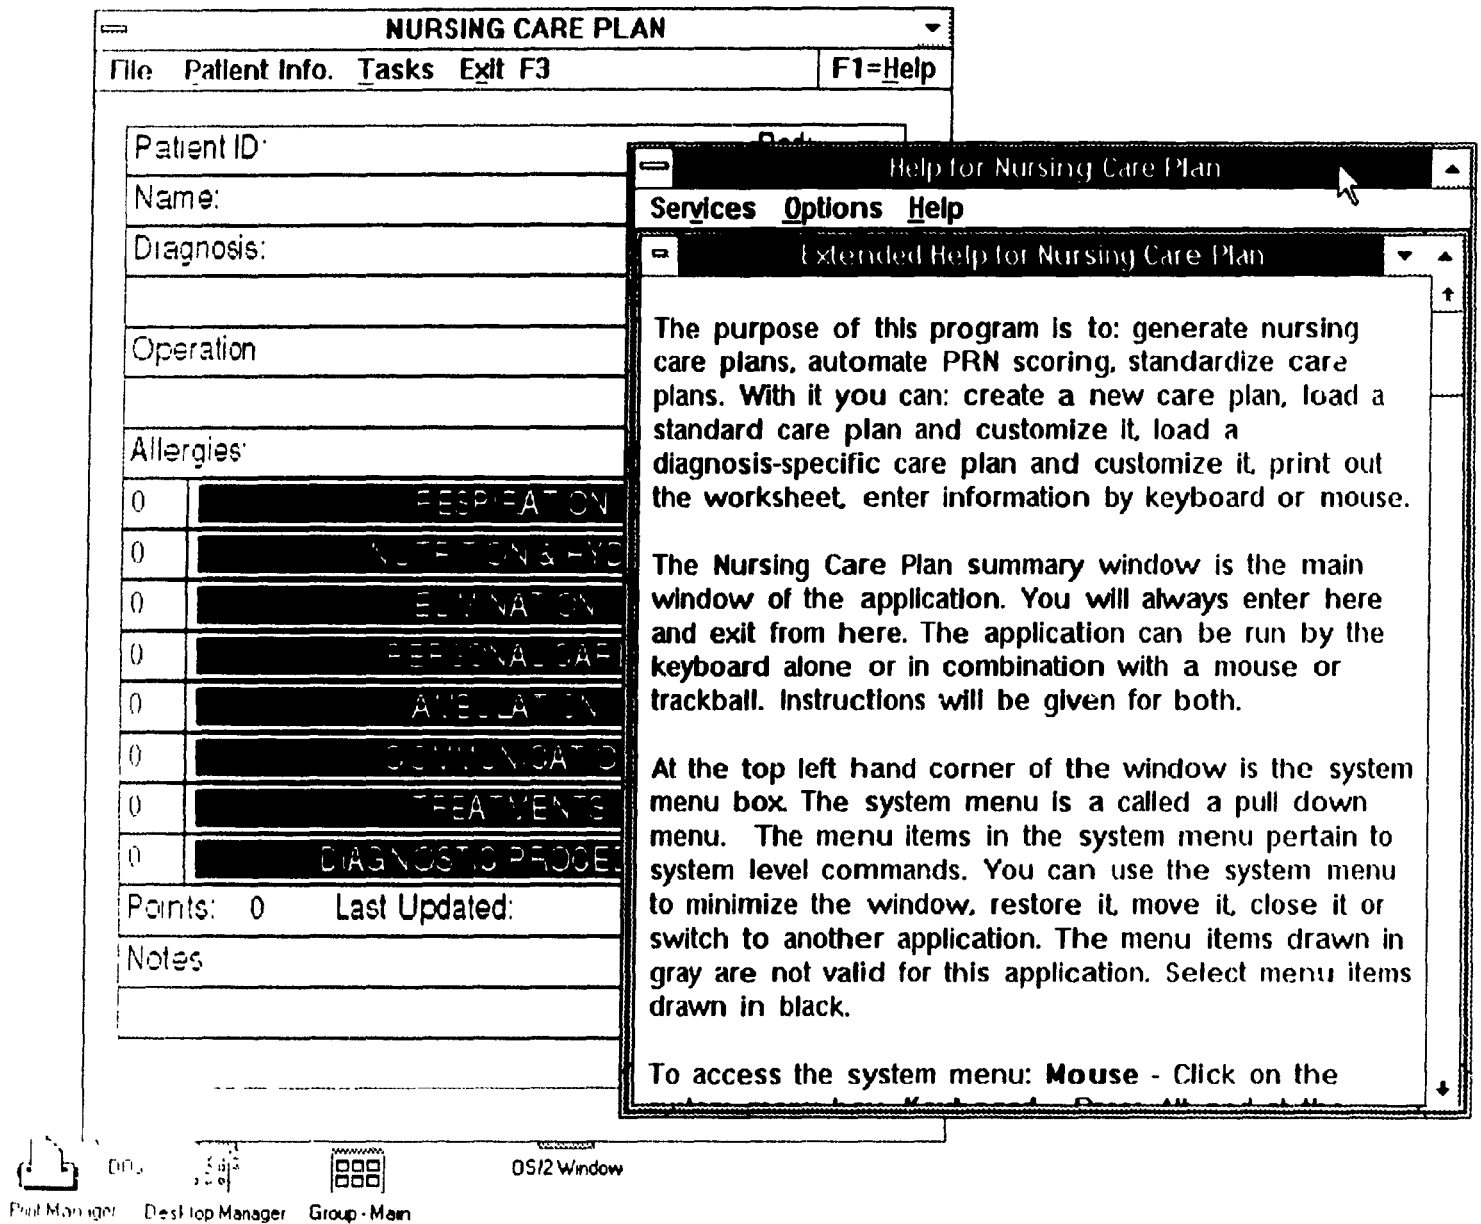 NURSING CARE PLAN
File Patient Info. Tasks Exit F3 F1=Help
Patient ID:
Name:
Diagnosis:
Operation
Allergies:
0 RESPIRATION
0 NUTRITION & HYD
0 ELIMINATION
0 PERSONAL CAR
0 AMBULATION
0 COMMUNICATIO
0 TREATMENTS
0 DIAGNOSTIC PROCE
Points: 0 Last Updated:
Notes
Help for Nursing Care Plan
Services Options Help
Extended Help for Nursing Care Plan
The purpose of this program is to: generate nursing
care plans, automate PRN scoring, standardize care
plans. With it you can: create a new care plan, load a
standard care plan and customize it, load a
diagnosis-specific care plan and customize it, print out
the worksheet, enter information by keyboard or mouse.
The Nursing Care Plan summary window is the main
window of the application. You will always enter here
and exit from here. The application can be run by the
keyboard alone or in combination with a mouse or
trackball. Instructions will be given for both.
At the top left hand corner of the window is the system
menu box. The system menu is a called a pull down
menu. The menu items in the system menu pertain to
system level commands. You can use the system menu
to minimize the window, restore it, move it, close it or
switch to another application. The menu items drawn in
gray are not valid for this application. Select menu items
drawn in black.
To access the system menu: Mouse - Click on the
OS/2 Window
Print Manager Desktop Manager Group - Main